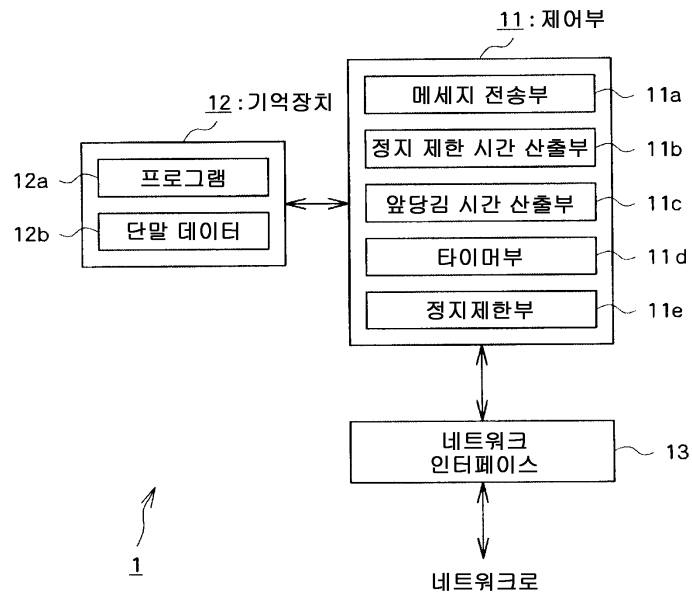 11 : 제어부
메세지 전송부 11a
12 : 기억장치
정지 제한 시간 산출부 11b
12a 프로그램
앞당김 시간 산출부 11c
12b 단말 데이터
타이머부 11d
정지제한부 11e
네트워크
인터페이스 13
1
네트워크로